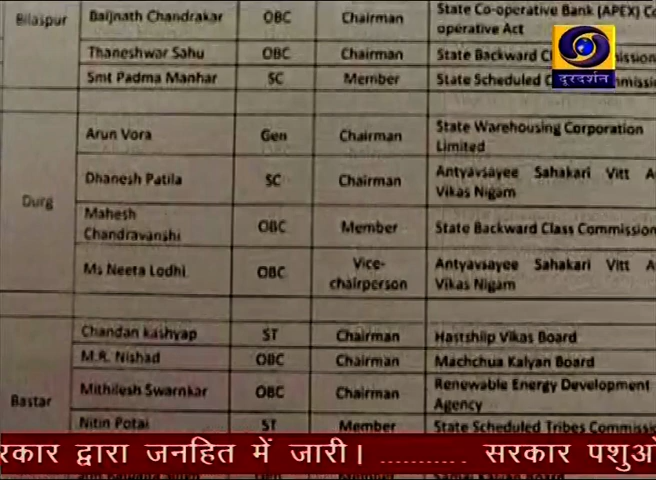 Bilaspur Baijnath Chandrakar OBC Chairman State Co-operative Bank (APEX) Co
operative Act
Thaneshwar Sahu OBC Chairman State Backward
Smt Padma Manhar SC Member State Scheduled
दूरदर्शन
Durg
Arun Vora Gen Chairman State Warehousing Corporation
Limited
Dhanesh Patila SC Chairman Antyavsayee Sahakari Vitt
Vikas Nigam
Mahesh
Chandravanshi OBC Member State Backward Class Commission
Ms Neeta Lodhi OBC Vice-
chairperson Antyavsayee Sahakari Vitt
Vikas Nigam
Bastar
Chandan kashyap ST Chairman Hastship Vikas Board
M.R. Nishad OBC Chairman Machchua Kalyan Board
Mithilesh Swarnkar OBC Chairman Renewable Energy Development
Agency
Nitin Potai ST Member State Scheduled Tribes Commiss
रकार द्वारा जनहित में जारी। .......... सरकार पशुओ